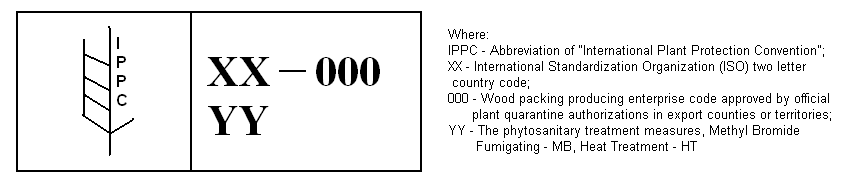 IPPC
XX — 000
YY
Where:
IPPC - Abbreviation of "International Plant Protection Convention";
XX - International Standardization Organization (ISO) two letter
country code;
000 - Wood packing producing enterprise code approved by official
plant quarantine authorizations in export counties or territories;
YY - The phytosanitary treatment measures, Methyl Bromide
Fumigating - MB, Heat Treatment - HT